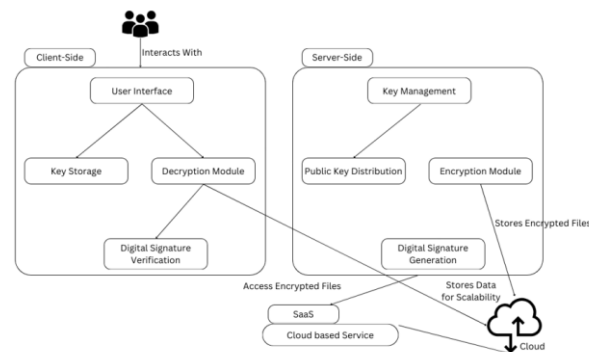 Interacts With
Client-Side
Server-Side
User Interface
Key Management
Key Storage
Decryption Module
Public Key Distribution
Encryption Module
Stores Encrypted Files
Digital Signature
Verification
Digital Signature
Generation
Access Encrypted Files
Stores Data
for Scalability
SaaS
Cloud based Service
Cloud